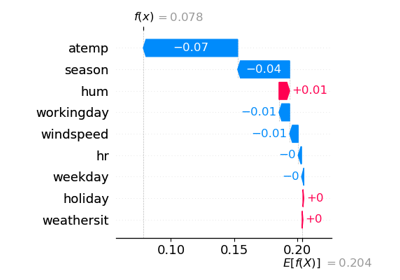 f(x) = 0.078
atemp −0.07
season −0.04
hum +0.01
workingday −0.01
windspeed −0.01
hr −0
weekday −0
holiday +0
weathersit +0
0.10 0.15 0.20
E[f(X)] = 0.204